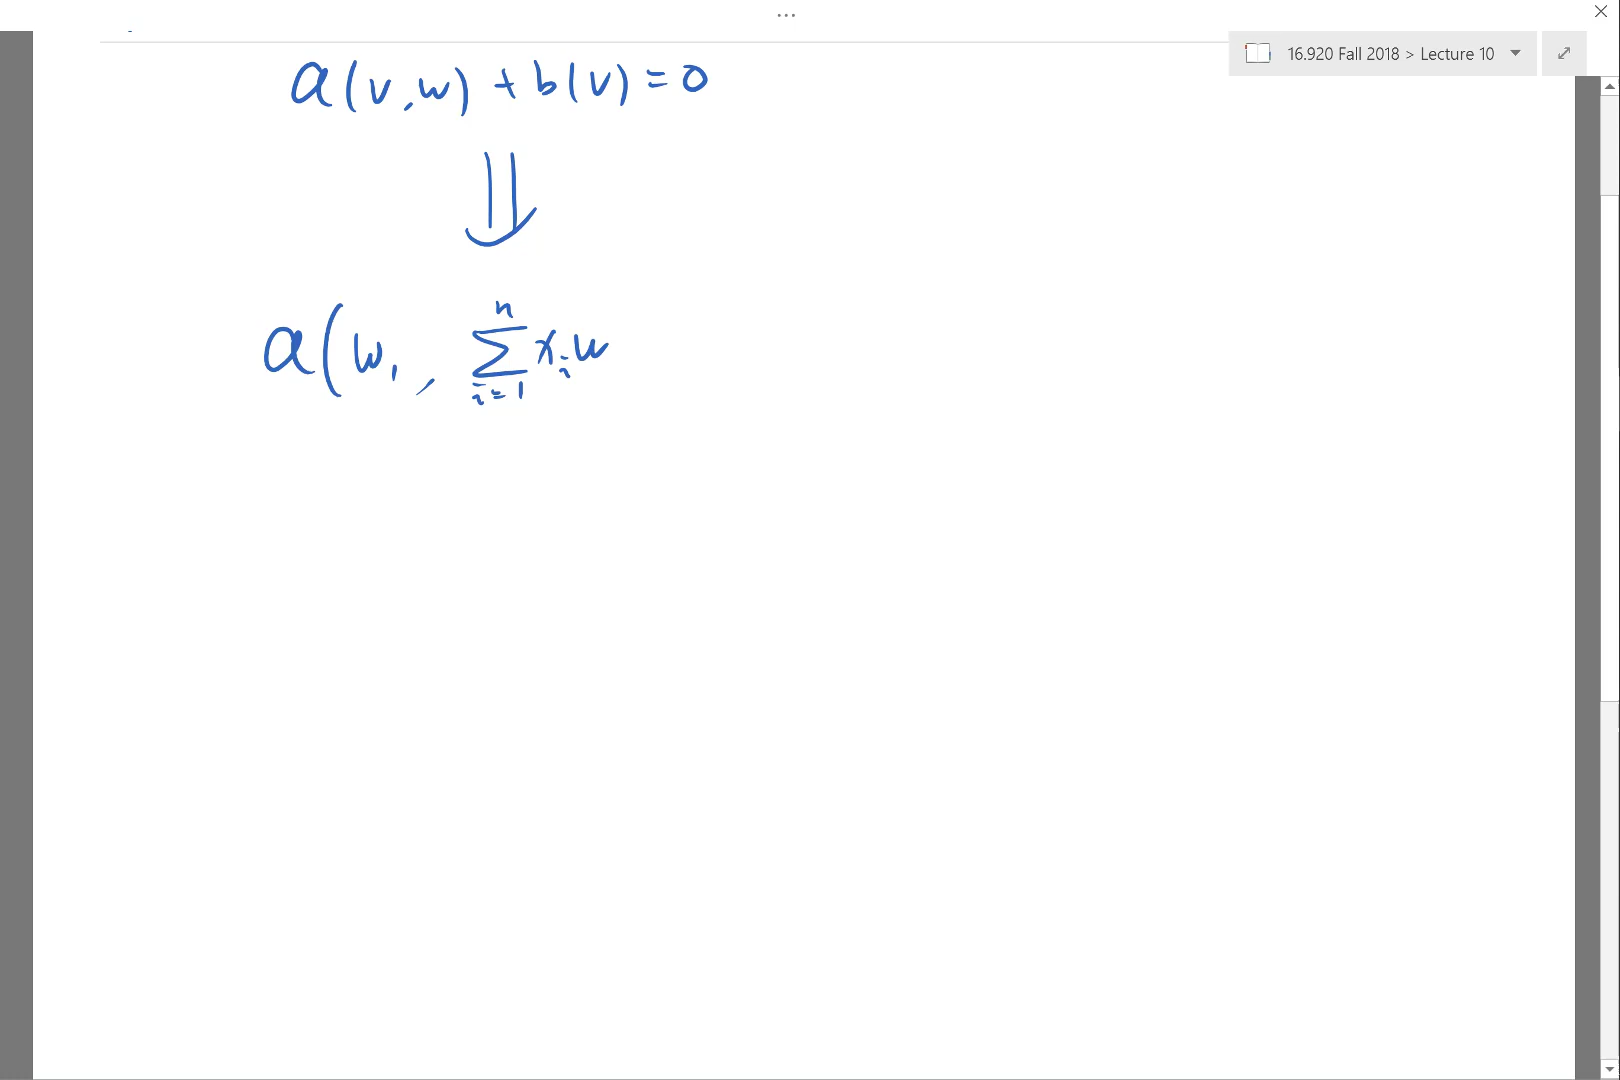 ...
16.920 Fall 2018 > Lecture 10
a(v,w) + b(v) = 0
⇓
a(w₁, ∑ᵢ₌₁ⁿ xᵢw